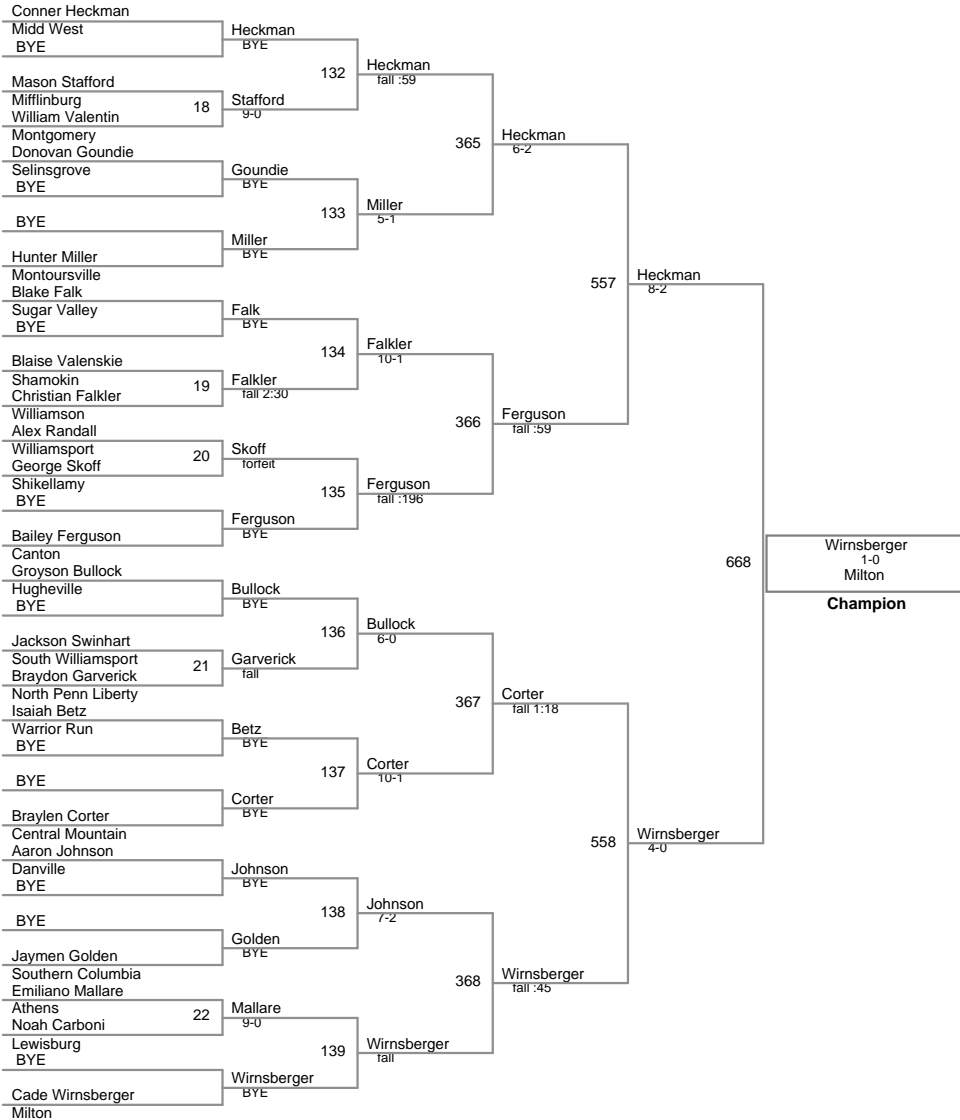 Conner Heckman
Midd West
BYE
Heckman
BYE
132
Heckman
fall :59
Mason Stafford
Mifflinburg
18
William Valentin
Stafford
9-0
Montgomery
365
Heckman
6-2
Donovan Goundie
Selinsgrove
BYE
Goundie
BYE
133
Miller
5-1
BYE
Miller
BYE
Hunter Miller
Montoursville
557
Heckman
8-2
Blake Falk
Sugar Valley
BYE
Falk
BYE
134
Falkler
10-1
Blaise Valenskie
Shamokin
19
Christian Falkler
Falkler
fall 2:30
Williamson
366
Ferguson
fall :59
Alex Randall
Williamsport
20
George Skoff
Skoff
forfeit
Shikellamy
BYE
135
Ferguson
fall :196
Ferguson
BYE
Bailey Ferguson
Canton
668
Wirnsberger
1-0
Milton
Champion
Groyson Bullock
Hugheville
BYE
Bullock
BYE
136
Bullock
6-0
Jackson Swinhart
South Williamsport
21
Braydon Garverick
Garverick
fall
North Penn Liberty
367
Corter
fall 1:18
Isaiah Betz
Warrior Run
BYE
Betz
BYE
137
Corter
10-1
BYE
Corter
BYE
Braylen Corter
Central Mountain
558
Wirnsberger
4-0
Aaron Johnson
Danville
BYE
Johnson
BYE
138
Johnson
7-2
BYE
Golden
BYE
Jaymen Golden
Southern Columbia
368
Wirnsberger
fall :45
Emiliano Mallare
Athens
22
Noah Carboni
Mallare
9-0
Lewisburg
BYE
139
Wirnsberger
fall
Wirnsberger
BYE
Cade Wirnsberger
Milton